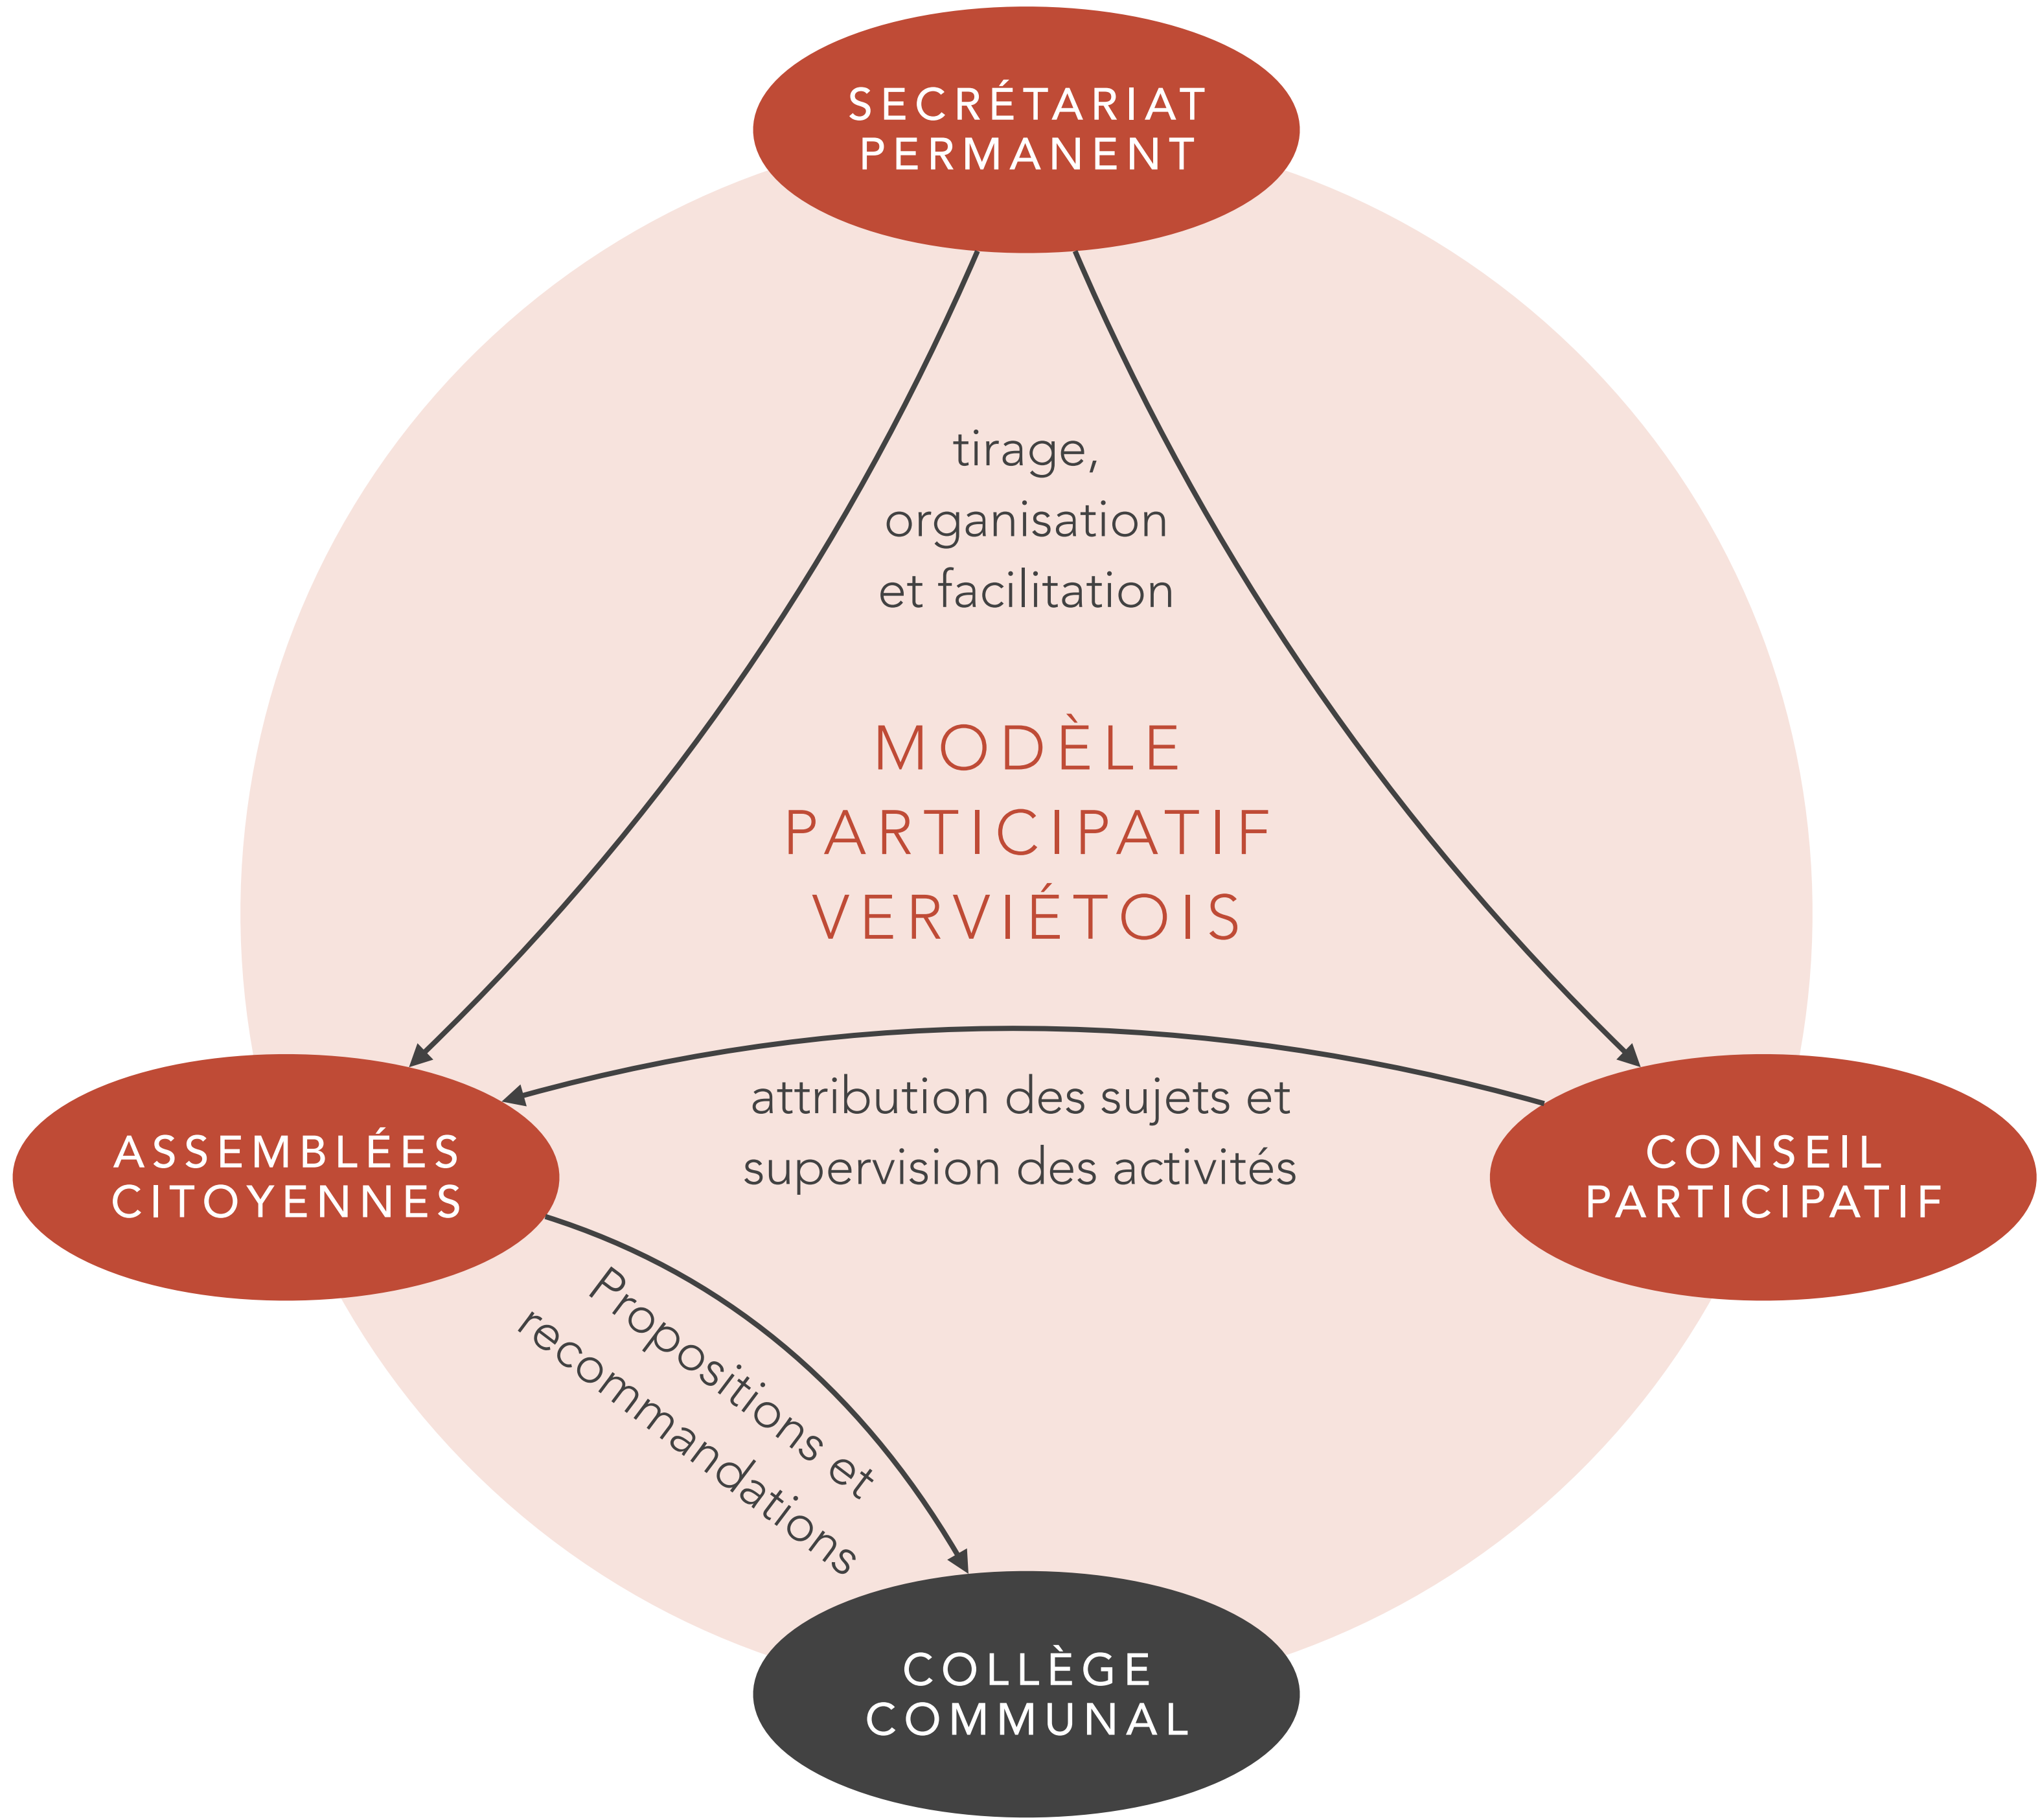 SECRÉTARIAT
PERMANENT
tirage,
organisation
et facilitation
MODÈLE
PARTICIPATIF
VERVIÉTOIS
attribution des sujets et
supervision des activités
ASSEMBLÉES
CITOYENNES
CONSEIL
PARTICIPATIF
Propositions et
recommandations
COLLÈGE
COMMUNAL